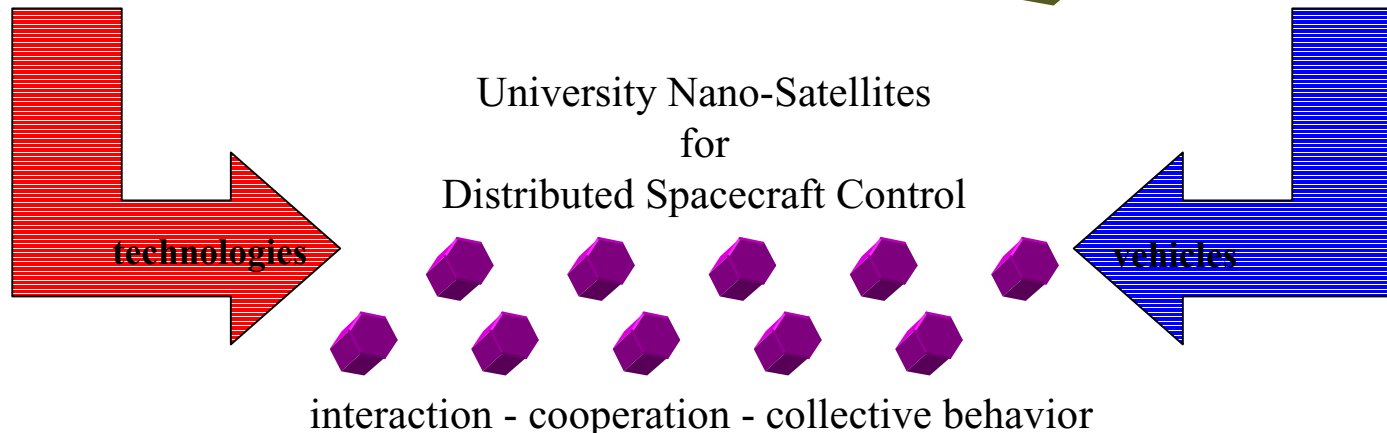 University Nano-Satellites
for
Distributed Spacecraft Control
technologies
vehicles
interaction - cooperation - collective behavior